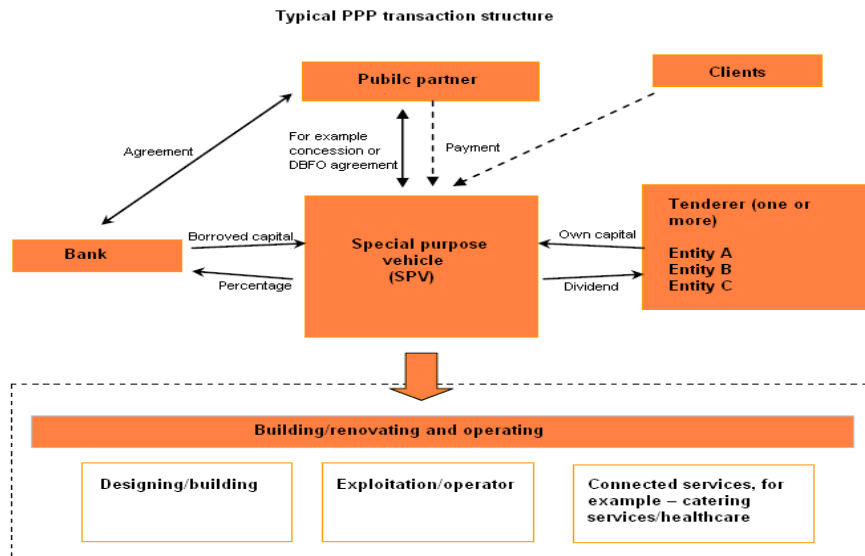 Typical PPP transaction structure
Pubilc partner
Clients
Agreement
For example
concession or
DBFO agreement
Payment
Bank
Borroved capital
Percentage
Special purpose
vehicle
(SPV)
Own capital
Dividend
Tenderer (one or
more)
Entity A
Entity B
Entity C
Building/renovating and operating
Designing/building
Exploitation/operator
Connected services, for
example – catering
services/healthcare